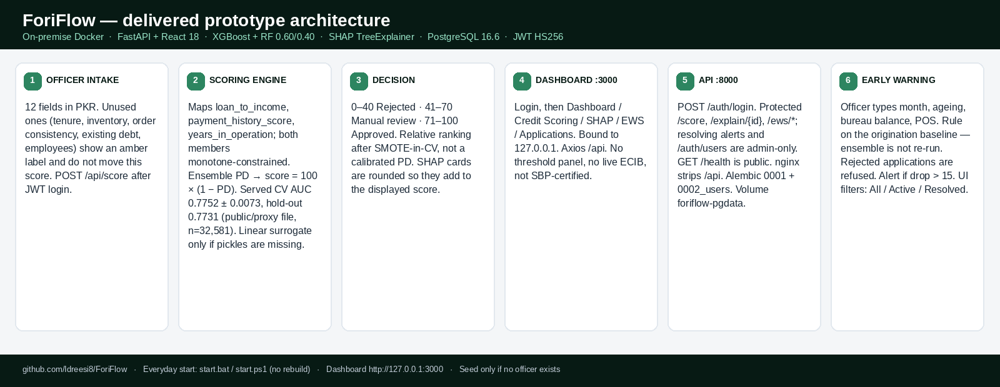 ForiFlow — delivered prototype architecture
On-premise Docker · FastAPI + React 18 · XGBoost + RF 0.60/0.40 · SHAP TreeExplainer · PostgreSQL 16.6 · JWT HS256
1 OFFICER INTAKE
12 fields in PKR. Unused
ones (tenure, inventory, order
consistency, existing debt,
employees) show an amber
label and do not move this
score. POST /api/score after
JWT login.
2 SCORING ENGINE
Maps loan_to_income,
payment_history_score,
years_in_operation; both
members
monotone-constrained.
Ensemble PD → score = 100
× (1 − PD). Served CV AUC
0.7752 ± 0.0073, hold-out
0.7731 (public/proxy file,
n=32,581). Linear surrogate
only if pickles are missing.
3 DECISION
0–40 Rejected · 41–70
Manual review · 71–100
Approved. Relative ranking
after SMOTE-in-CV, not a
calibrated PD. SHAP cards
are rounded so they add to
the displayed score.
4 DASHBOARD :3000
Login, then Dashboard /
Credit Scoring / SHAP / EWS
/ Applications. Bound to
127.0.0.1. Axios /api. No
threshold panel, no live ECIB,
not SBP-certified.
5 API :8000
POST /auth/login. Protected
/score, /explain/{id}, /ews/*;
resolving alerts and
/auth/users are admin-only.
GET /health is public. nginx
strips /api. Alembic 0001 +
0002_users. Volume
foriflow-pgdata.
6 EARLY WARNING
Officer types month, ageing,
bureau balance, POS. Rule
on the origination baseline —
ensemble is not re-run.
Rejected applications are
refused. Alert if drop > 15. UI
filters: All / Active / Resolved.
github.com/Idreesi8/ForiFlow · Everyday start: start.bat / start.ps1 (no rebuild) · Dashboard http://127.0.0.1:3000 · Seed only if no officer exists